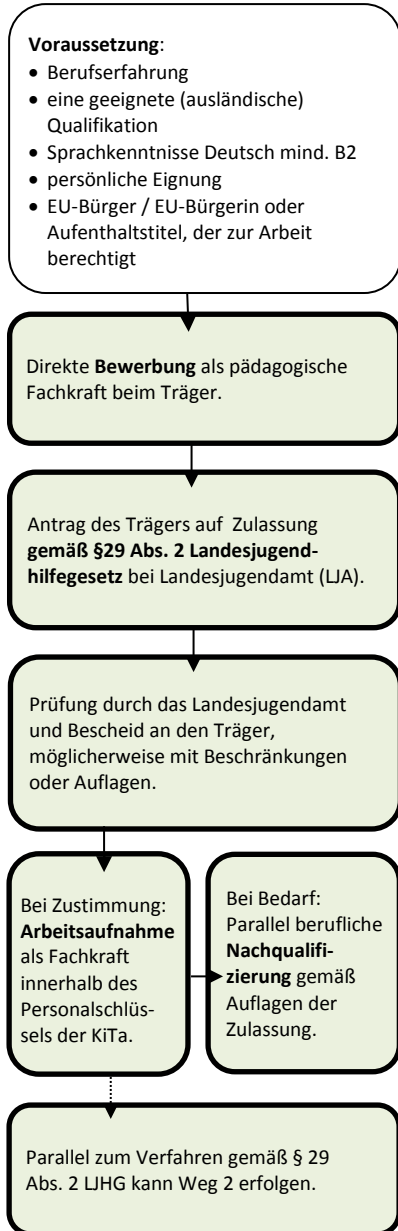 Voraussetzung:
• Berufserfahrung
• eine geeignete (ausländische)
Qualifikation
• Sprachkenntnisse Deutsch mind. B2
• persönliche Eignung
• EU-Bürger / EU-Bürgerin oder
Aufenthaltstitel, der zur Arbeit
berechtigt
Direkte Bewerbung als pädagogische
Fachkraft beim Träger.
Antrag des Trägers auf Zulassung
gemäß §29 Abs. 2 Landesjugend-
hilfegesetz bei Landesjugendamt (LJA).
Prüfung durch das Landesjugendamt
und Bescheid an den Träger,
möglicherweise mit Beschränkungen
oder Auflagen.
Bei Zustimmung:
Arbeitsaufnahme
als Fachkraft
innerhalb des
Personalschlüs-
sels der KiTa.
Bei Bedarf:
Parallel berufliche
Nachqualifi-
zierung gemäß
Auflagen der
Zulassung.
Parallel zum Verfahren gemäß § 29
Abs. 2 LJHG kann Weg 2 erfolgen.